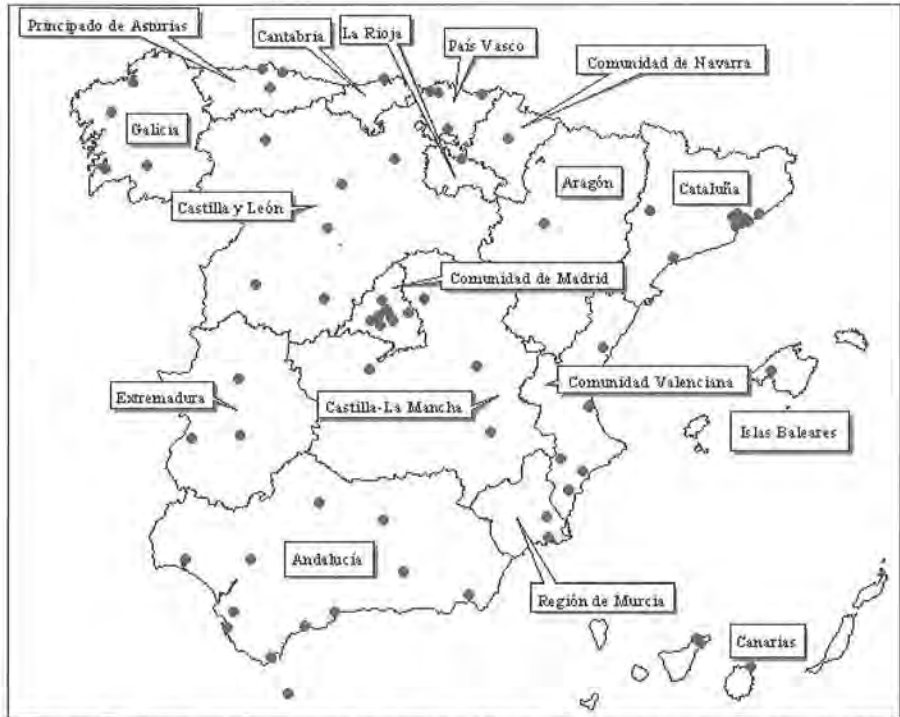 Principado de Asturias
Cantabria
La Rioja
País Vasco
Comunidad de Navarra
Galicia
Aragón
Cataluña
Castilla y León
Comunidad de Madrid
Extremadura
Castilla-La Mancha
Comunidad Valenciana
Islas Baleares
Andalucía
Región de Murcia
Canarias